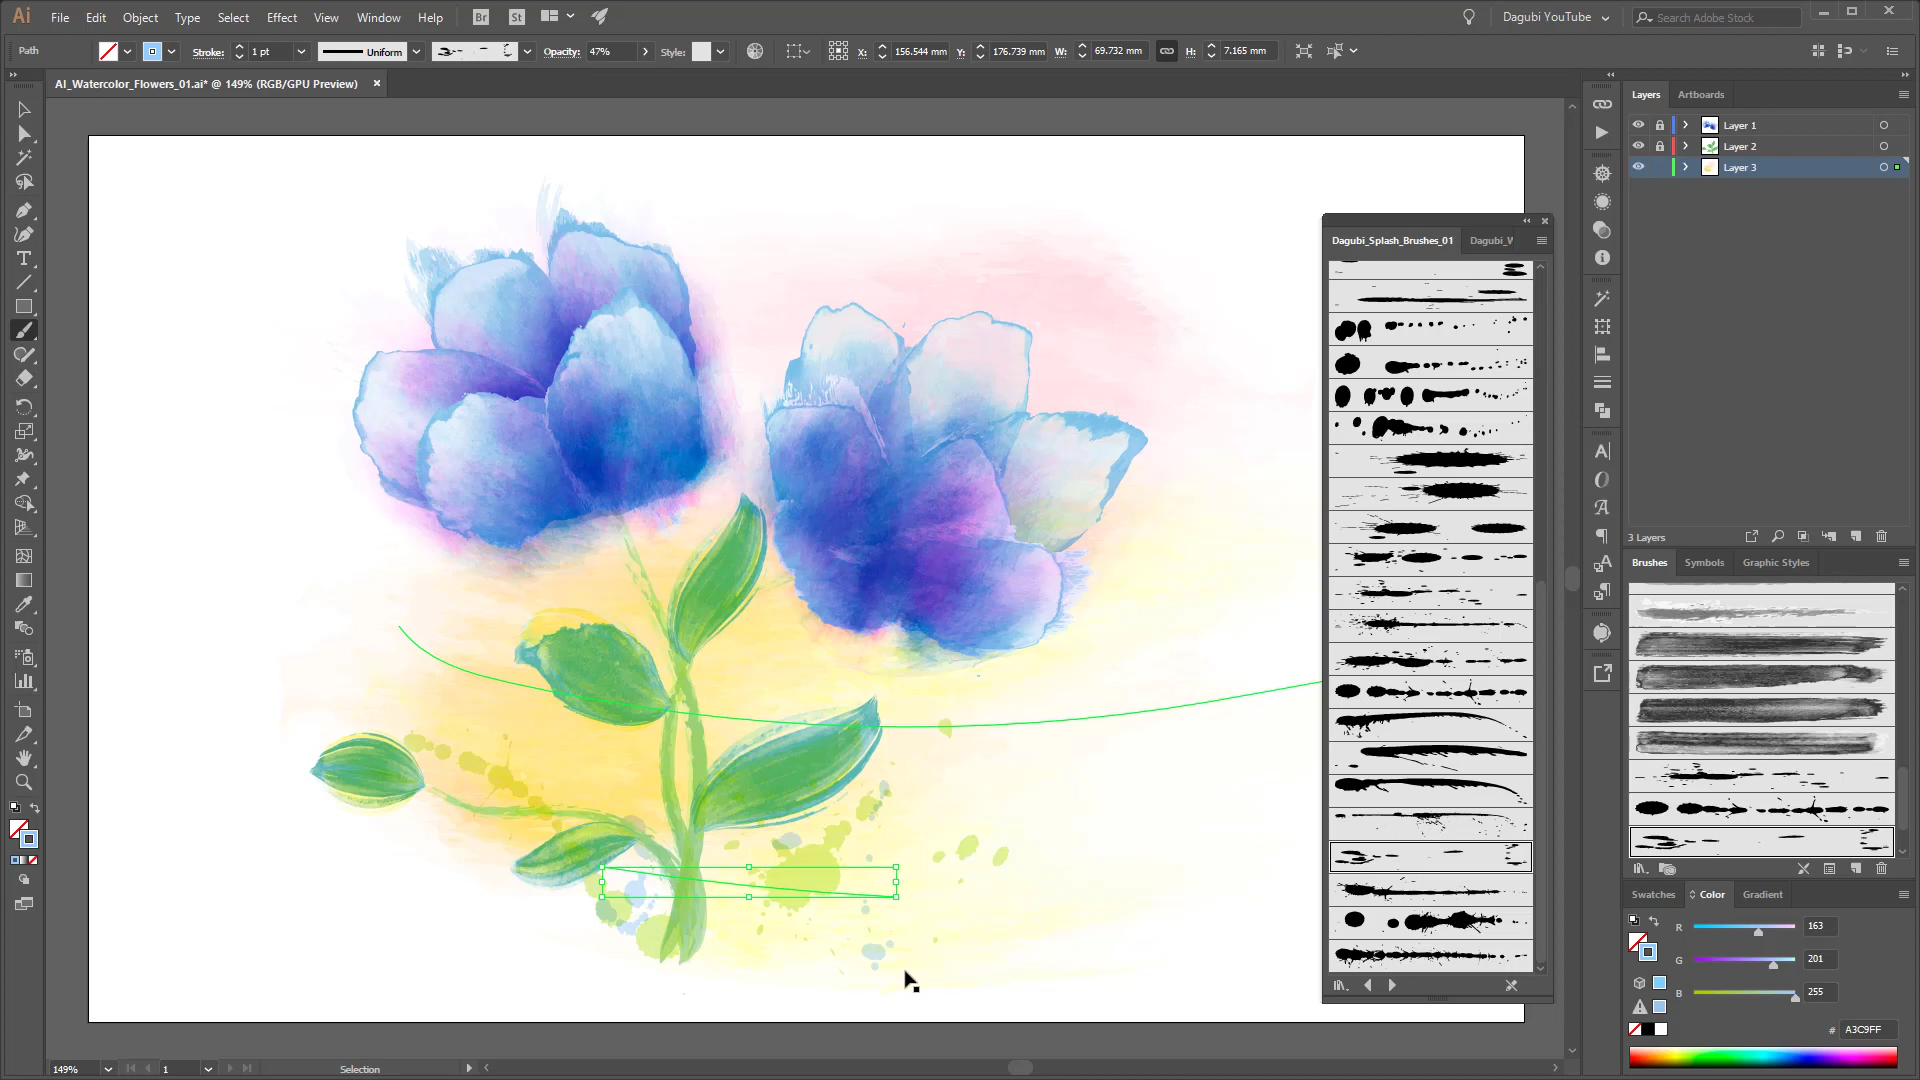 Ai File Edit Object Type Select Effect View Window Help Br St Dagubi YouTube Search Adobe Stock
Path Stroke: 1 pt Uniform Opacity: 47% Style: X: 156.544 mm Y: 176.739 mm W: 69.732 mm H: 7.165 mm
AI_Watercolor_Flowers_01.ai* @ 149% (RGB/GPU Preview)
Layers Artboards
Layer 1
Layer 2
Layer 3
Dagubi_Splash_Brushes_01 Dagubi_W
3 Layers
Brushes Symbols Graphic Styles
Swatches Color Gradient
R 163
G 201
B 255
# A3C9FF
149% 1 Selection